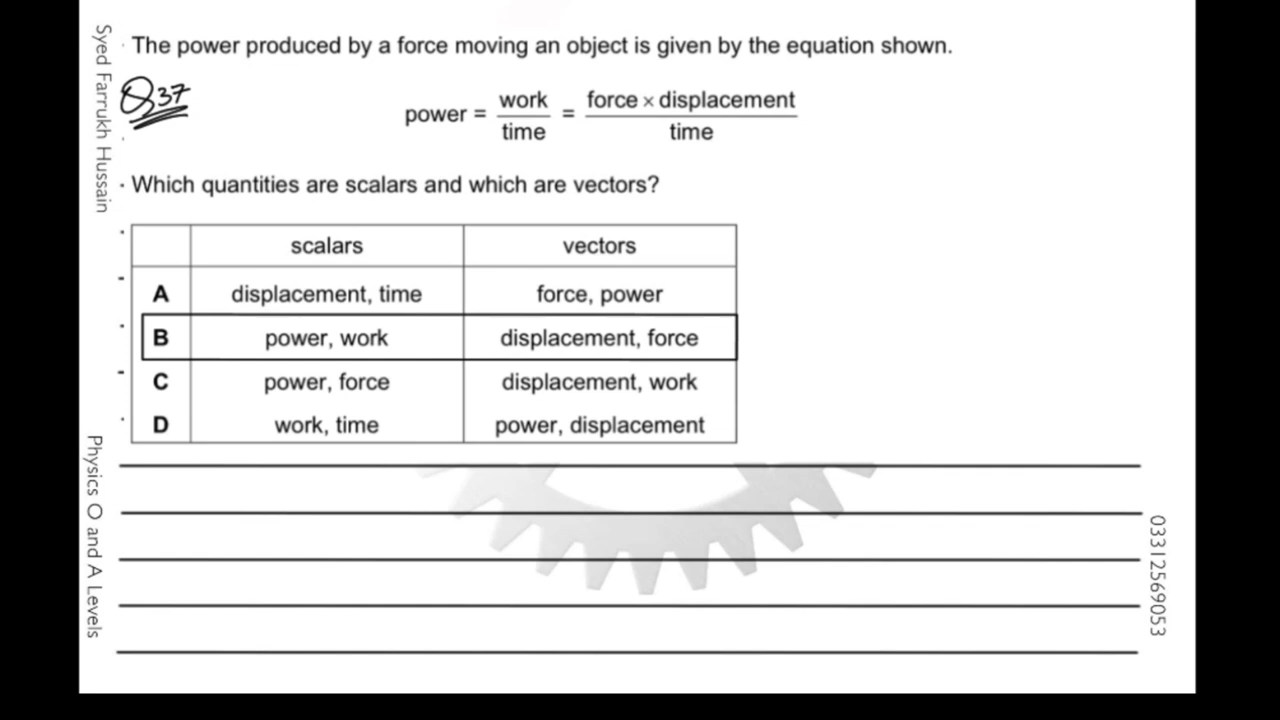 The power produced by a force moving an object is given by the equation shown.
Q37
power = work / time = force × displacement / time
Which quantities are scalars and which are vectors?
scalars vectors
A displacement, time force, power
B power, work displacement, force
C power, force displacement, work
D work, time power, displacement
Syed Farrukh Hussain
Physics O and A Levels
03312569053